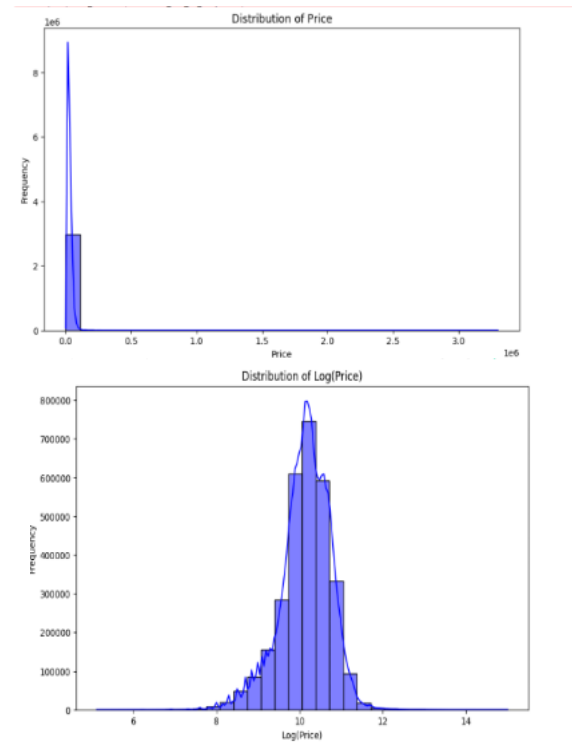 Distribution of Price
1e6
8
6
4
2
0
Frequency
0.0 0.5 1.0 1.5 2.0 2.5 3.0
1e6
Price
Distribution of Log(Price)
800000
700000
600000
500000
400000
300000
200000
100000
0
Frequency
6 8 10 12 14
Log(Price)